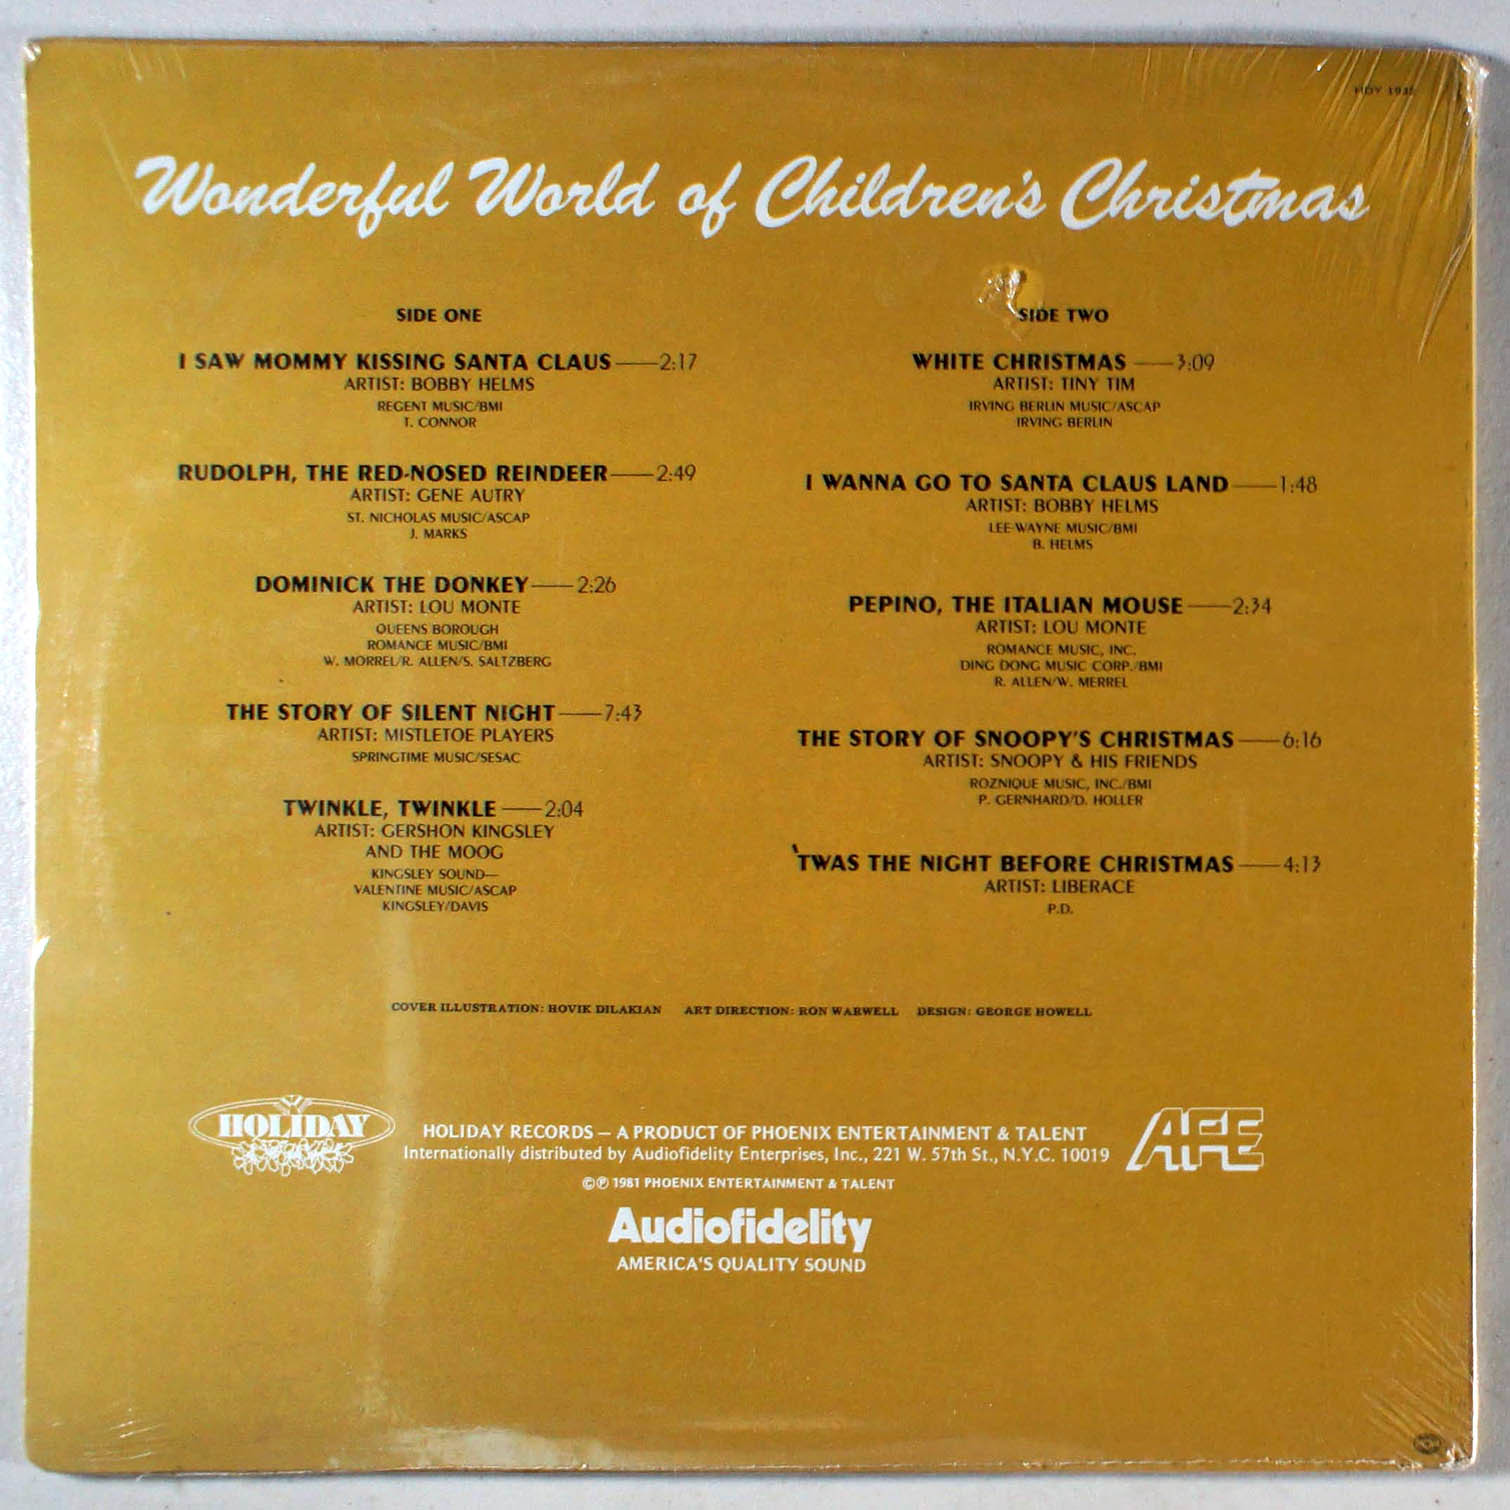 Wonderful World of Children's Christmas
SIDE ONE
I SAW MOMMY KISSING SANTA CLAUS——2:17
ARTIST: BOBBY HELMS
REGENT MUSIC/BMI
T. CONNOR
RUDOLPH, THE RED-NOSED REINDEER——2:49
ARTIST: GENE AUTRY
ST. NICHOLAS MUSIC/ASCAP
J. MARKS
DOMINICK THE DONKEY——2:26
ARTIST: LOU MONTE
QUEENS BOROUGH
ROMANCE MUSIC/BMI
W. MORREL/R. ALLEN/S. SALTZBERG
THE STORY OF SILENT NIGHT——7:43
ARTIST: MISTLETOE PLAYERS
SPRINGTIME MUSIC/SESAC
TWINKLE, TWINKLE——2:04
ARTIST: GERSHON KINGSLEY
AND THE MOOG
KINGSLEY SOUND—
VALENTINE MUSIC/ASCAP
KINGSLEY/DAVIS
SIDE TWO
WHITE CHRISTMAS——3:09
ARTIST: TINY TIM
IRVING BERLIN MUSIC/ASCAP
IRVING BERLIN
I WANNA GO TO SANTA CLAUS LAND——1:48
ARTIST: BOBBY HELMS
LEE-WAYNE MUSIC/BMI
B. HELMS
PEPINO, THE ITALIAN MOUSE——2:34
ARTIST: LOU MONTE
ROMANCE MUSIC, INC.
DING DONG MUSIC CORP./BMI
R. ALLEN/W. MERREL
THE STORY OF SNOOPY'S CHRISTMAS——6:16
ARTIST: SNOOPY & HIS FRIENDS
ROZNIQUE MUSIC, INC./BMI
P. GERNHARD/D. HOLLER
'TWAS THE NIGHT BEFORE CHRISTMAS——4:13
ARTIST: LIBERACE
P.D.
COVER ILLUSTRATION: HOVIK DILAKIAN ART DIRECTION: RON WARWELL DESIGN: GEORGE HOWELL
HOLIDAY
HOLIDAY RECORDS — A PRODUCT OF PHOENIX ENTERTAINMENT & TALENT
Internationally distributed by Audiofidelity Enterprises, Inc., 221 W. 57th St., N.Y.C. 10019
AFE
©℗ 1981 PHOENIX ENTERTAINMENT & TALENT
Audiofidelity
AMERICA'S QUALITY SOUND